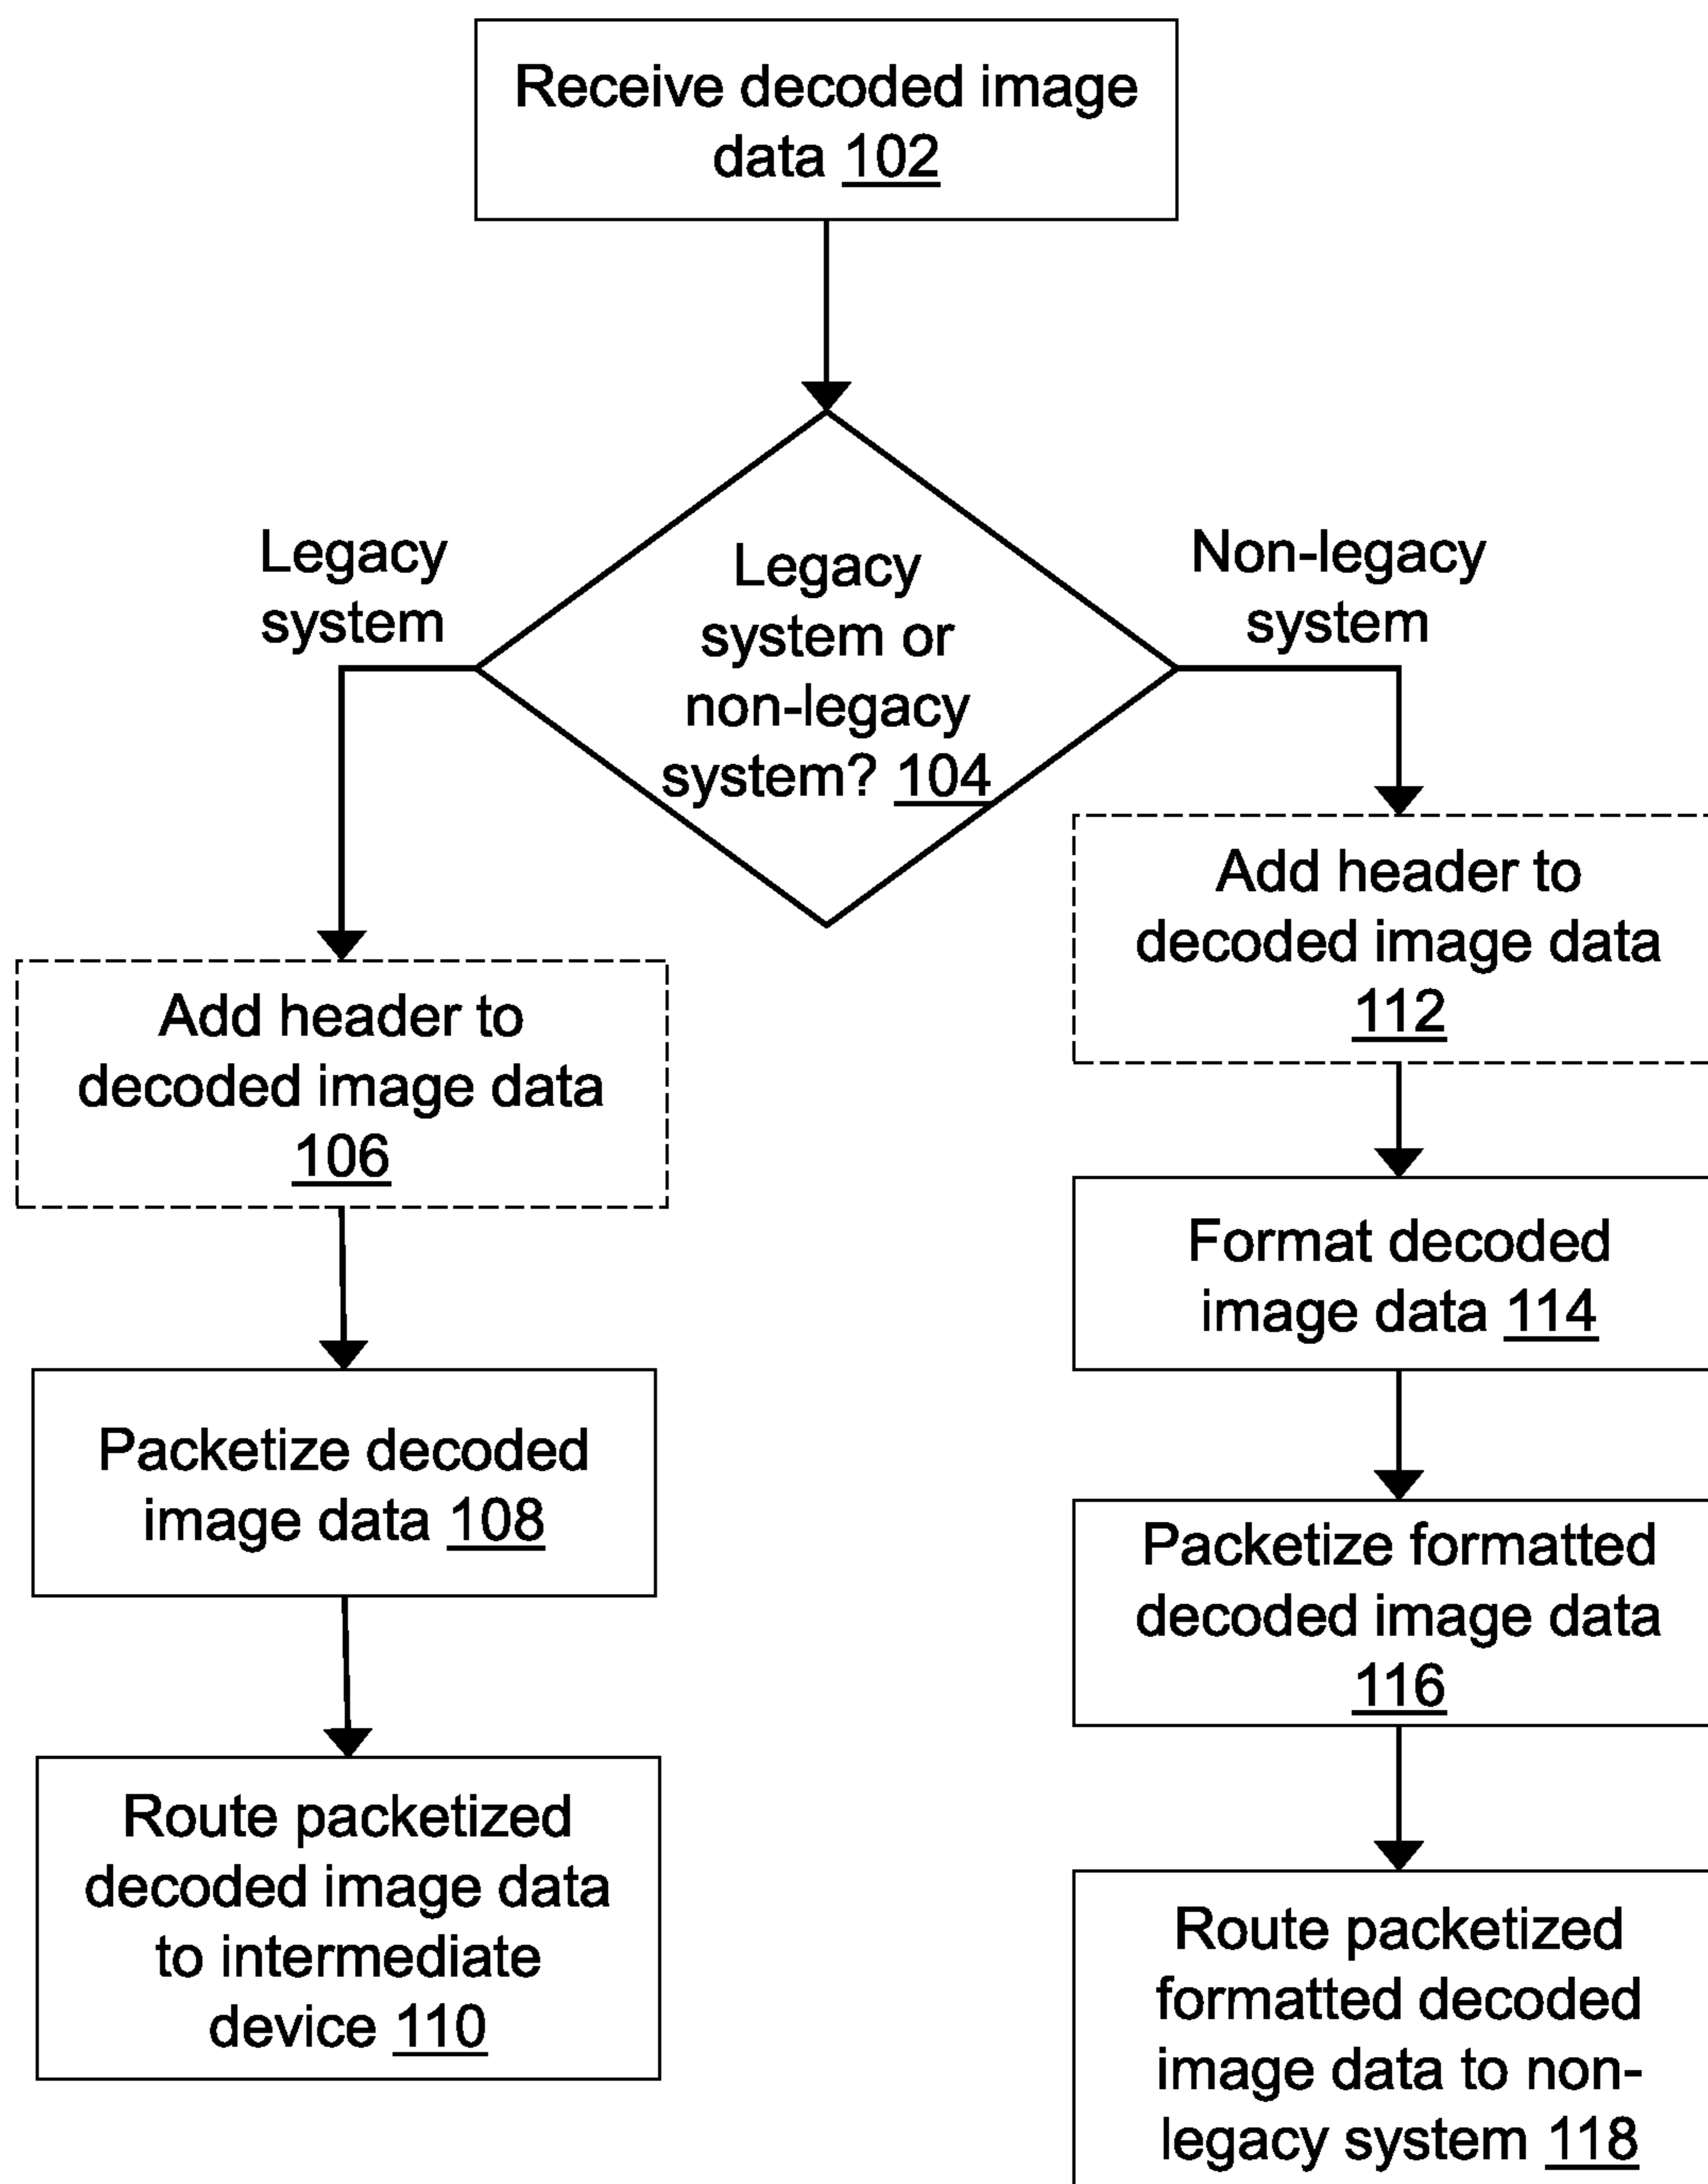 Receive decoded image
data 102
Legacy
system
Legacy
system or
non-legacy
system? 104
Non-legacy
system
Add header to
decoded image data
106
Packetize decoded
image data 108
Route packetized
decoded image data
to intermediate
device 110
Add header to
decoded image data
112
Format decoded
image data 114
Packetize formatted
decoded image data
116
Route packetized
formatted decoded
image data to non-
legacy system 118